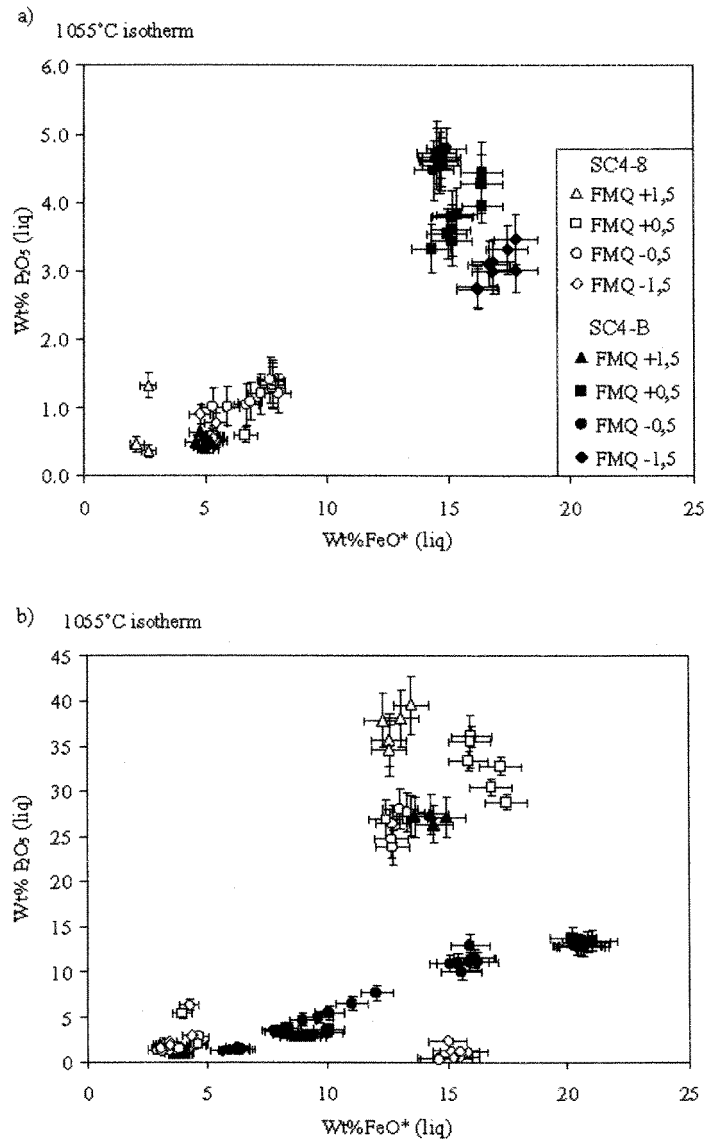 a)
1055°C isotherm
6.0
5.0
4.0
3.0
2.0
1.0
0.0
Wt% P₂O₅ (liq)
0
5
10
15
20
25
Wt%FeO* (liq)
SC4-8
FMQ +1,5
FMQ +0,5
FMQ -0,5
FMQ -1,5
SC4-B
FMQ +1,5
FMQ +0,5
FMQ -0,5
FMQ -1,5
b)
1055°C isotherm
45
40
35
30
25
20
15
10
5
0
Wt% P₂O₅ (liq)
0
5
10
15
20
25
Wt%FeO* (liq)